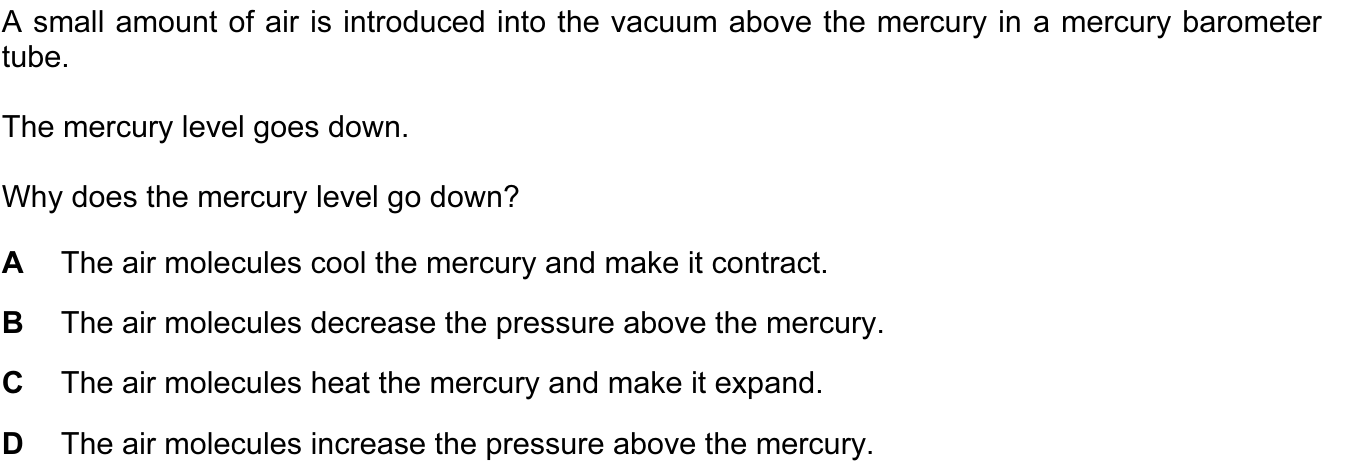 A small amount of air is introduced into the vacuum above the mercury in a mercury barometer
tube.
The mercury level goes down.
Why does the mercury level go down?
A The air molecules cool the mercury and make it contract.
B The air molecules decrease the pressure above the mercury.
C The air molecules heat the mercury and make it expand.
D The air molecules increase the pressure above the mercury.